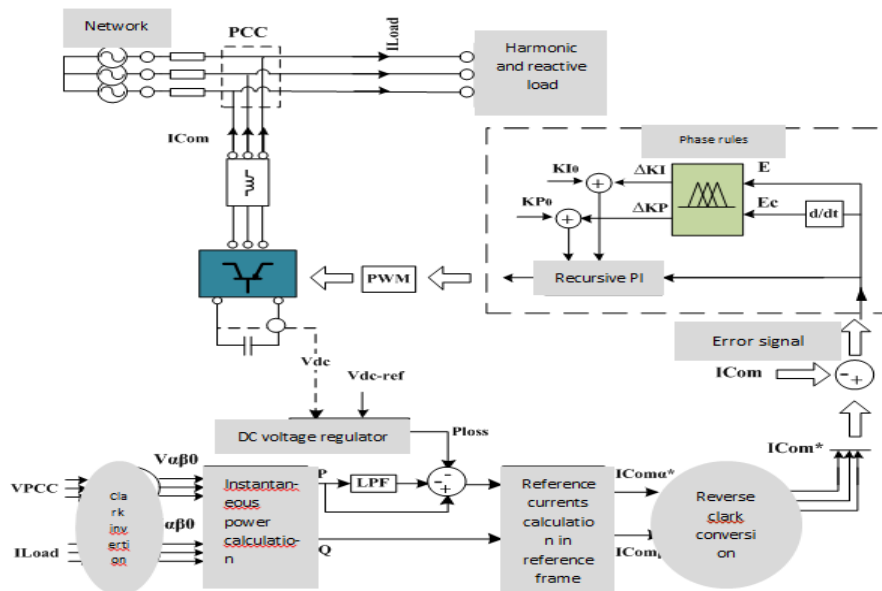 Network
PCC
ILoad
Harmonic
and reactive
load
ICom
Phase rules
KI0
ΔKI
E
KP0
ΔKP
Ec
d/dt
Recursive PI
PWM
Error signal
ICom
-
+
Vdc
Vdc-ref
DC voltage regulator
Ploss
ICom*
Vαβ0
VPCC
Cla
rk
inv
erti
on
αβ0
ILoad
Instantan-
eous
power
calculatio-
n
P
LPF
-
-
+
Q
Reference
currents
calculatio
n in
reference
frame
IComα*
ICom
Reverse
clark
conversi
on